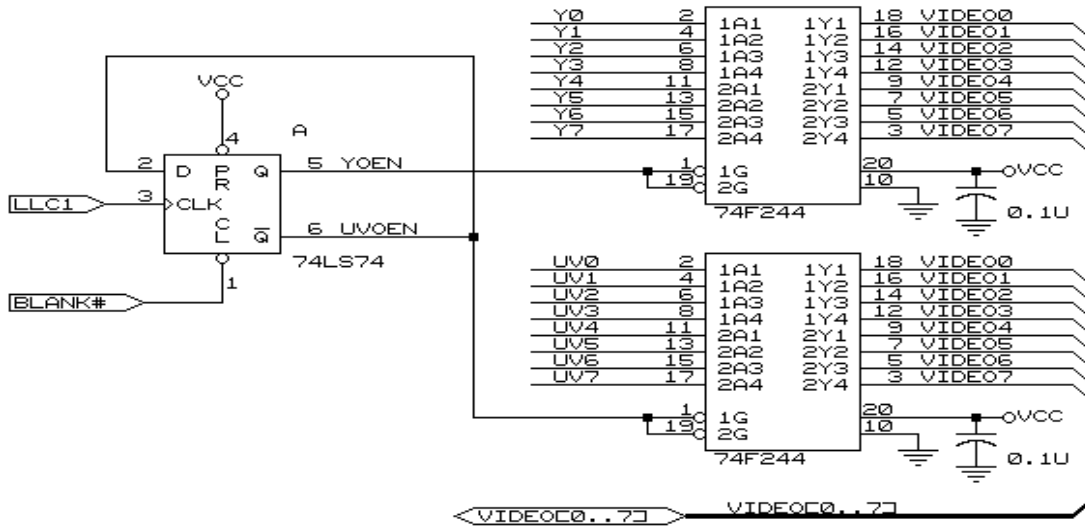 Y0 2 1A1 1Y1 18 VIDEO0
Y1 4 1A2 1Y2 16 VIDEO1
Y2 6 1A3 1Y3 14 VIDEO2
Y3 8 1A4 1Y4 12 VIDEO3
Y4 11 2A1 2Y1 9 VIDEO4
Y5 13 2A2 2Y2 7 VIDEO5
Y6 15 2A3 2Y3 5 VIDEO6
Y7 17 2A4 2Y4 3 VIDEO7
1 1G 20 VCC
19 2G 10
74F244
0.1U
VCC
4
A
2 D PR Q 5 YOEN
LLC1 3 CLK
CL Q 6 UVOEN
74LS74
1
BLANK#
UV0 2 1A1 1Y1 18 VIDEO0
UV1 4 1A2 1Y2 16 VIDEO1
UV2 6 1A3 1Y3 14 VIDEO2
UV3 8 1A4 1Y4 12 VIDEO3
UV4 11 2A1 2Y1 9 VIDEO4
UV5 13 2A2 2Y2 7 VIDEO5
UV6 15 2A3 2Y3 5 VIDEO6
UV7 17 2A4 2Y4 3 VIDEO7
1 1G 20 VCC
19 2G 10
74F244
0.1U
VIDEO[0..7] VIDEO[0..7]